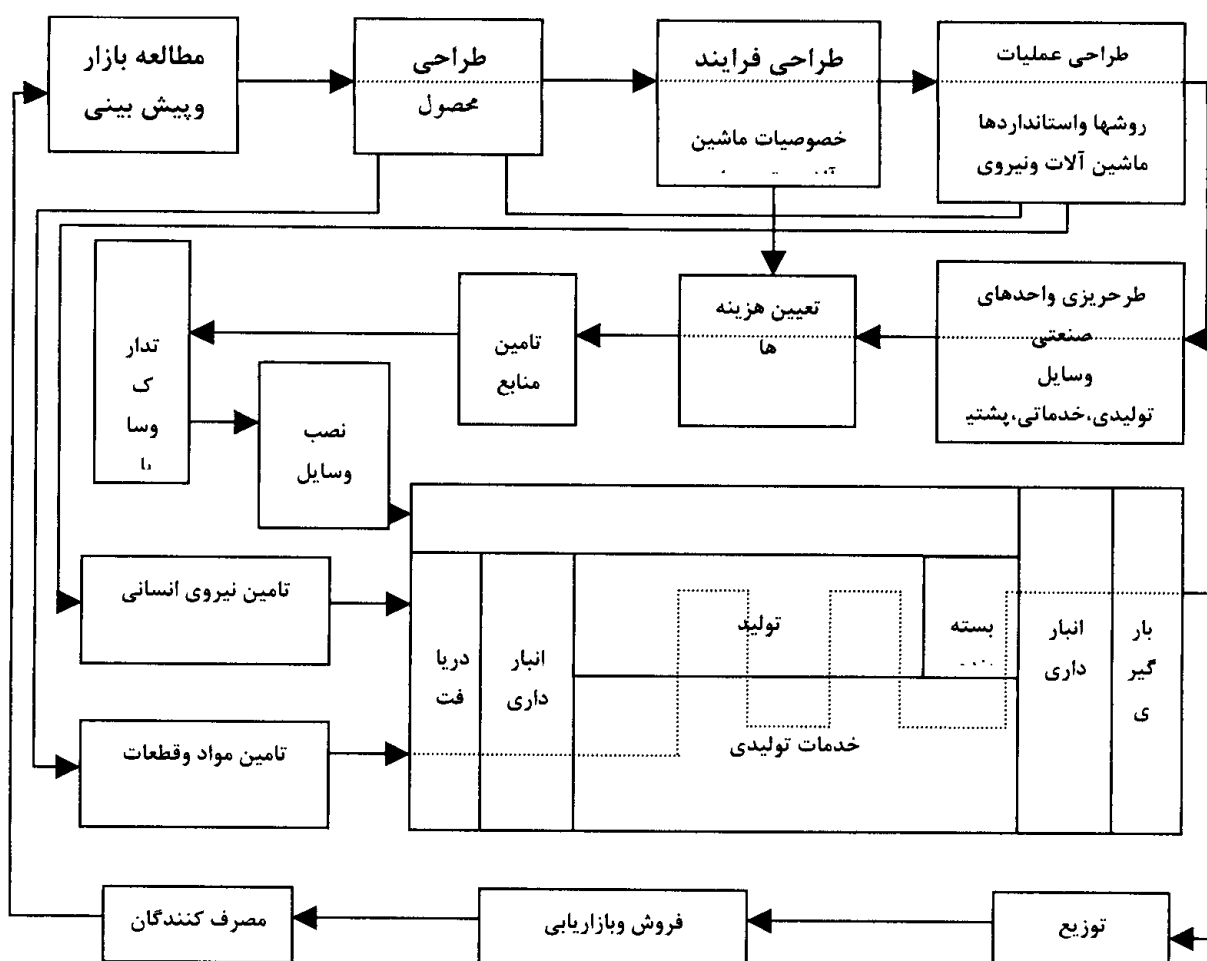 مطالعه بازار
وپیش بینی
طراحی
محصول
طراحی فرایند
خصوصیات ماشین
طراحی عملیات
روشها واستانداردها
ماشین آلات ونیروی
طرحریزی واحدهای
صنعتی
وسایل
تولیدی،خدماتی،پشتیـ
تعیین هزینه
ها
تامین
منابع
تدار
ک
وسا
نصب
وسایل
تامین نیروی انسانی
تامین مواد وقطعات
دریا
فت
انبار
داری
تولید
خدمات تولیدی
بسته
انبار
داری
بار
گیر
ی
توزیع
فروش وبازاریابی
مصرف کنندگان